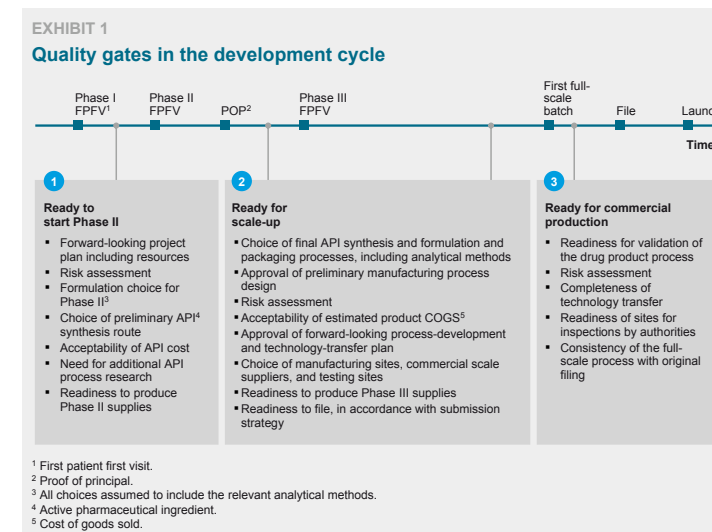 EXHIBIT 1
Quality gates in the development cycle
Phase I
FPFV1
Phase II
FPFV
POP2
Phase III
FPFV
First full-
scale
batch
File
Launc
Time
1
Ready to
start Phase II
▪ Forward-looking project
plan including resources
▪ Risk assessment
▪ Formulation choice for
Phase II3
▪ Choice of preliminary API4
synthesis route
▪ Acceptability of API cost
▪ Need for additional API
process research
▪ Readiness to produce
Phase II supplies
2
Ready for
scale-up
▪ Choice of final API synthesis and formulation and
packaging processes, including analytical methods
▪ Approval of preliminary manufacturing process
design
▪ Risk assessment
▪ Acceptability of estimated product COGS5
▪ Approval of forward-looking process-development
and technology-transfer plan
▪ Choice of manufacturing sites, commercial scale
suppliers, and testing sites
▪ Readiness to produce Phase III supplies
▪ Readiness to file, in accordance with submission
strategy
3
Ready for commercial
production
▪ Readiness for validation of
the drug product process
▪ Risk assessment
▪ Completeness of
technology transfer
▪ Readiness of sites for
inspections by authorities
▪ Consistency of the full-
scale process with original
filing
1 First patient first visit.
2 Proof of principal.
3 All choices assumed to include the relevant analytical methods.
4 Active pharmaceutical ingredient.
5 Cost of goods sold.